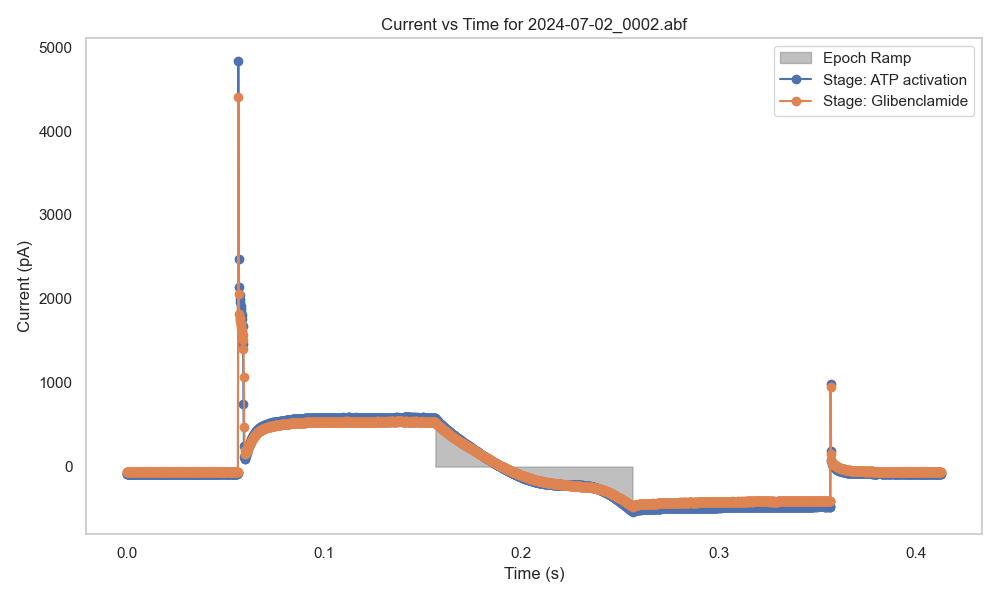 Current vs Time for 2024-07-02_0002.abf
Epoch Ramp
Stage: ATP activation
Stage: Glibenclamide
Current (pA)
5000
4000
3000
2000
1000
0
0.0
0.1
0.2
0.3
0.4
Time (s)